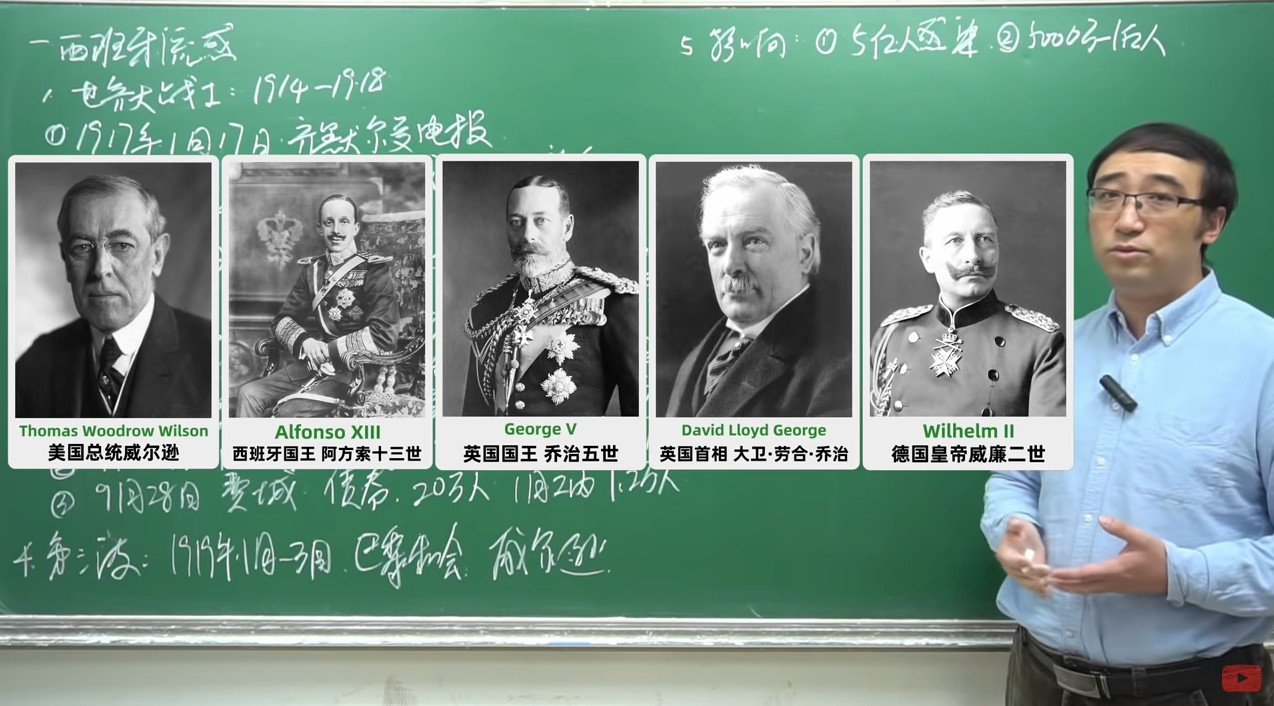 一 西班牙流感
5 影响: ① 5亿人感染. ② 5000万-1亿人
1. 世界大战I: 1914-1918
① 1917年1月17日. 齐默尔曼电报
Thomas Woodrow Wilson
美国总统威尔逊
Alfonso XIII
西班牙国王 阿方索十三世
George V
英国国王 乔治五世
David Lloyd George
英国首相 大卫·劳合·乔治
Wilhelm II
德国皇帝威廉二世
9月28日 费城 债券. 20万人 1月之内 1.2万人
4. 第三波: 1919年.1月-3月. 巴黎和会 威尔逊.